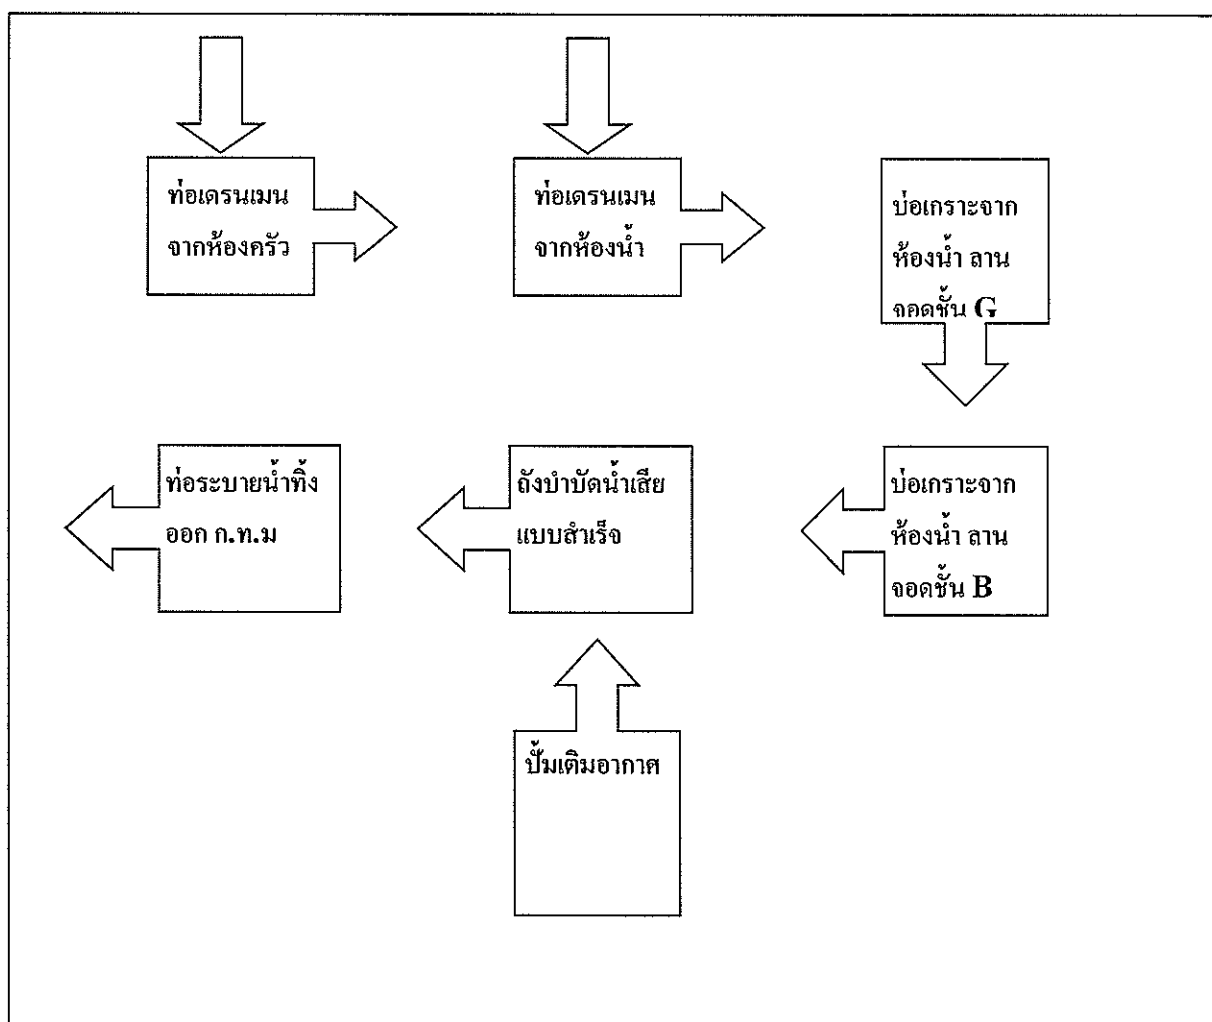 ท่อเดรนเมน
จากห้องครัว
ท่อเดรนเมน
จากห้องน้ำ
บ่อเกราะจาก
ห้องน้ำ ลาน
จอดชั้น G
ท่อระบายน้ำทิ้ง
ออก ก.ท.ม
ถังบำบัดน้ำเสีย
แบบสำเร็จ
บ่อเกราะจาก
ห้องน้ำ ลาน
จอดชั้น B
ปั้มเติมอากาศ